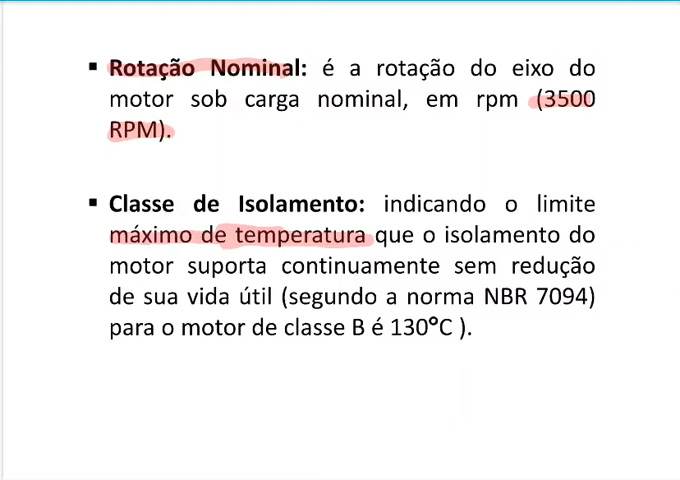 ▪ Rotação Nominal: é a rotação do eixo do
motor sob carga nominal, em rpm (3500
RPM).
▪ Classe de Isolamento: indicando o limite
máximo de temperatura que o isolamento do
motor suporta continuamente sem redução
de sua vida útil (segundo a norma NBR 7094)
para o motor de classe B é 130ºC ).